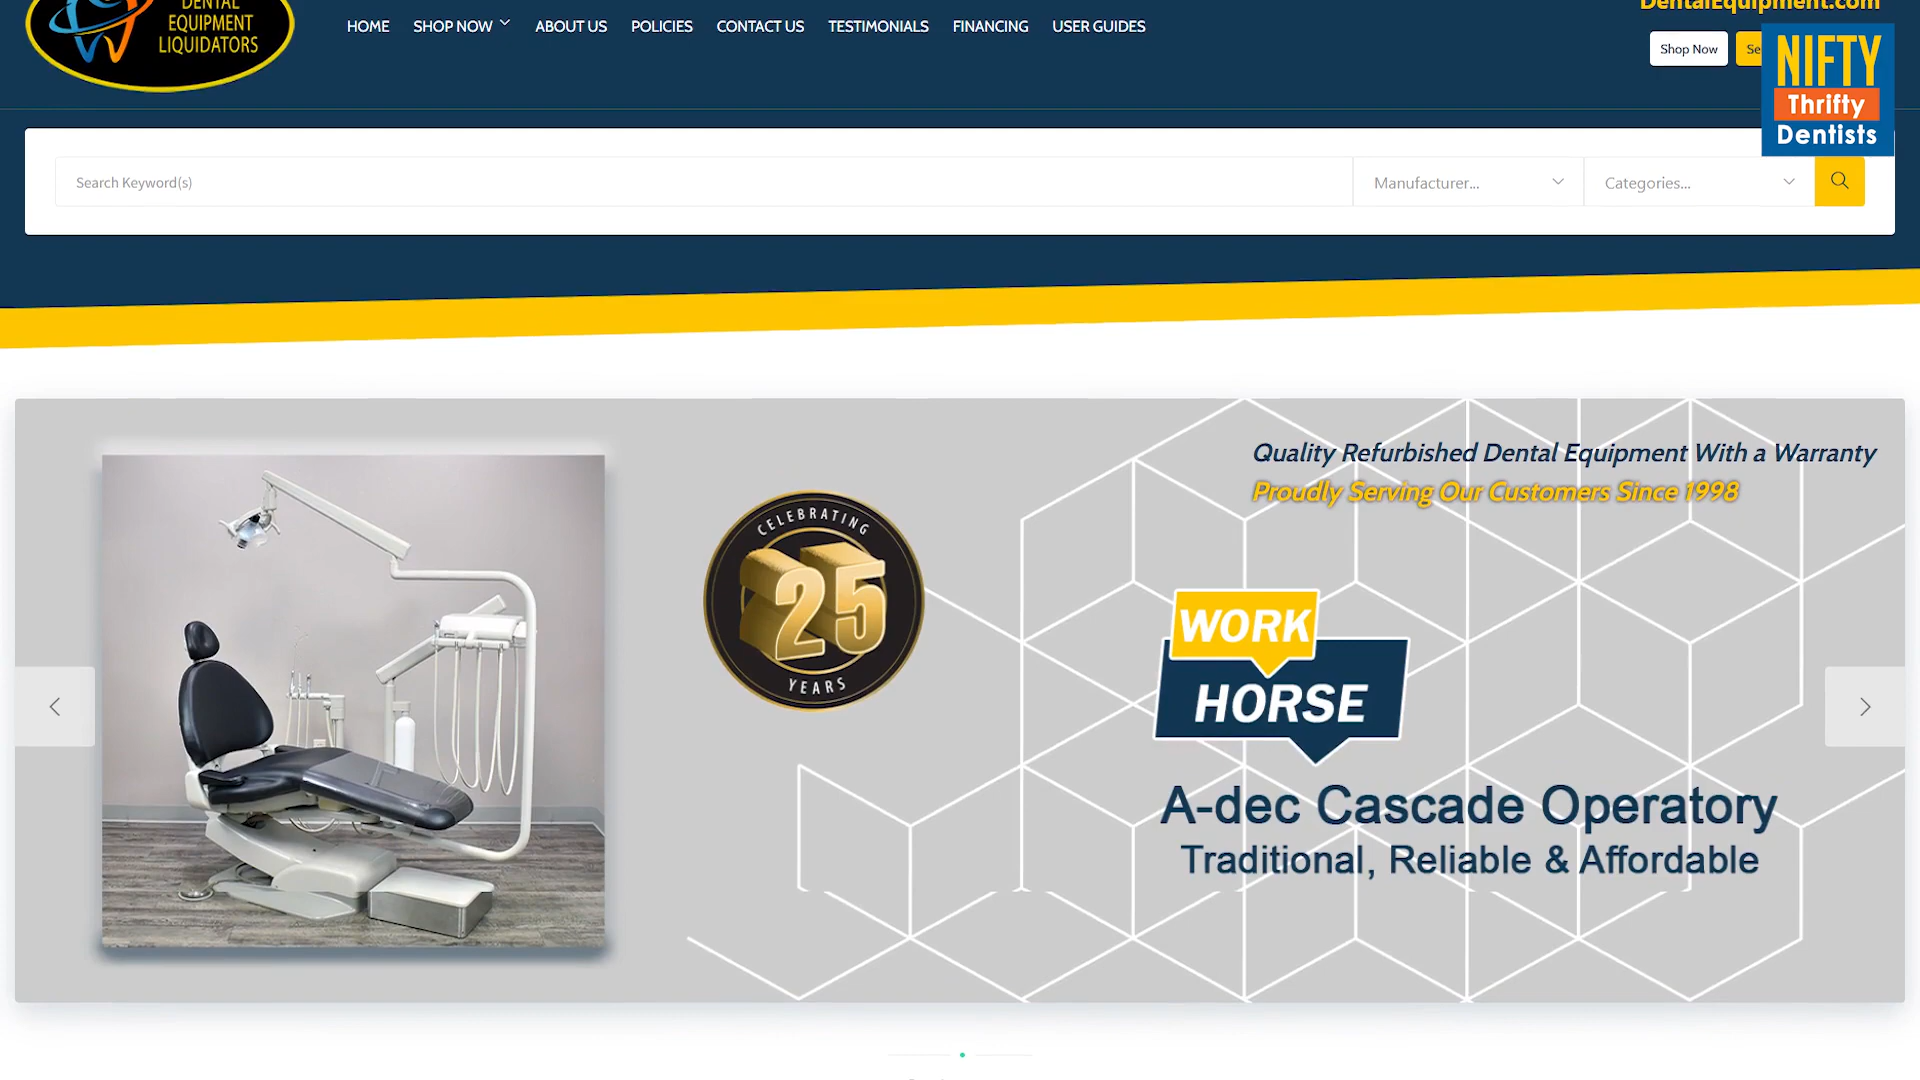 DENTAL
EQUIPMENT
LIQUIDATORS
HOME SHOP NOW ABOUT US POLICIES CONTACT US TESTIMONIALS FINANCING USER GUIDES
DentalEquipment.com
Shop Now
Se
NIFTY
Thrifty
Dentists
Search Keyword(s)
Manufacturer...
Categories...
Quality Refurbished Dental Equipment With a Warranty
Proudly Serving Our Customers Since 1998
CELEBRATING
25
YEARS
WORK
HORSE
A-dec Cascade Operatory
Traditional, Reliable & Affordable